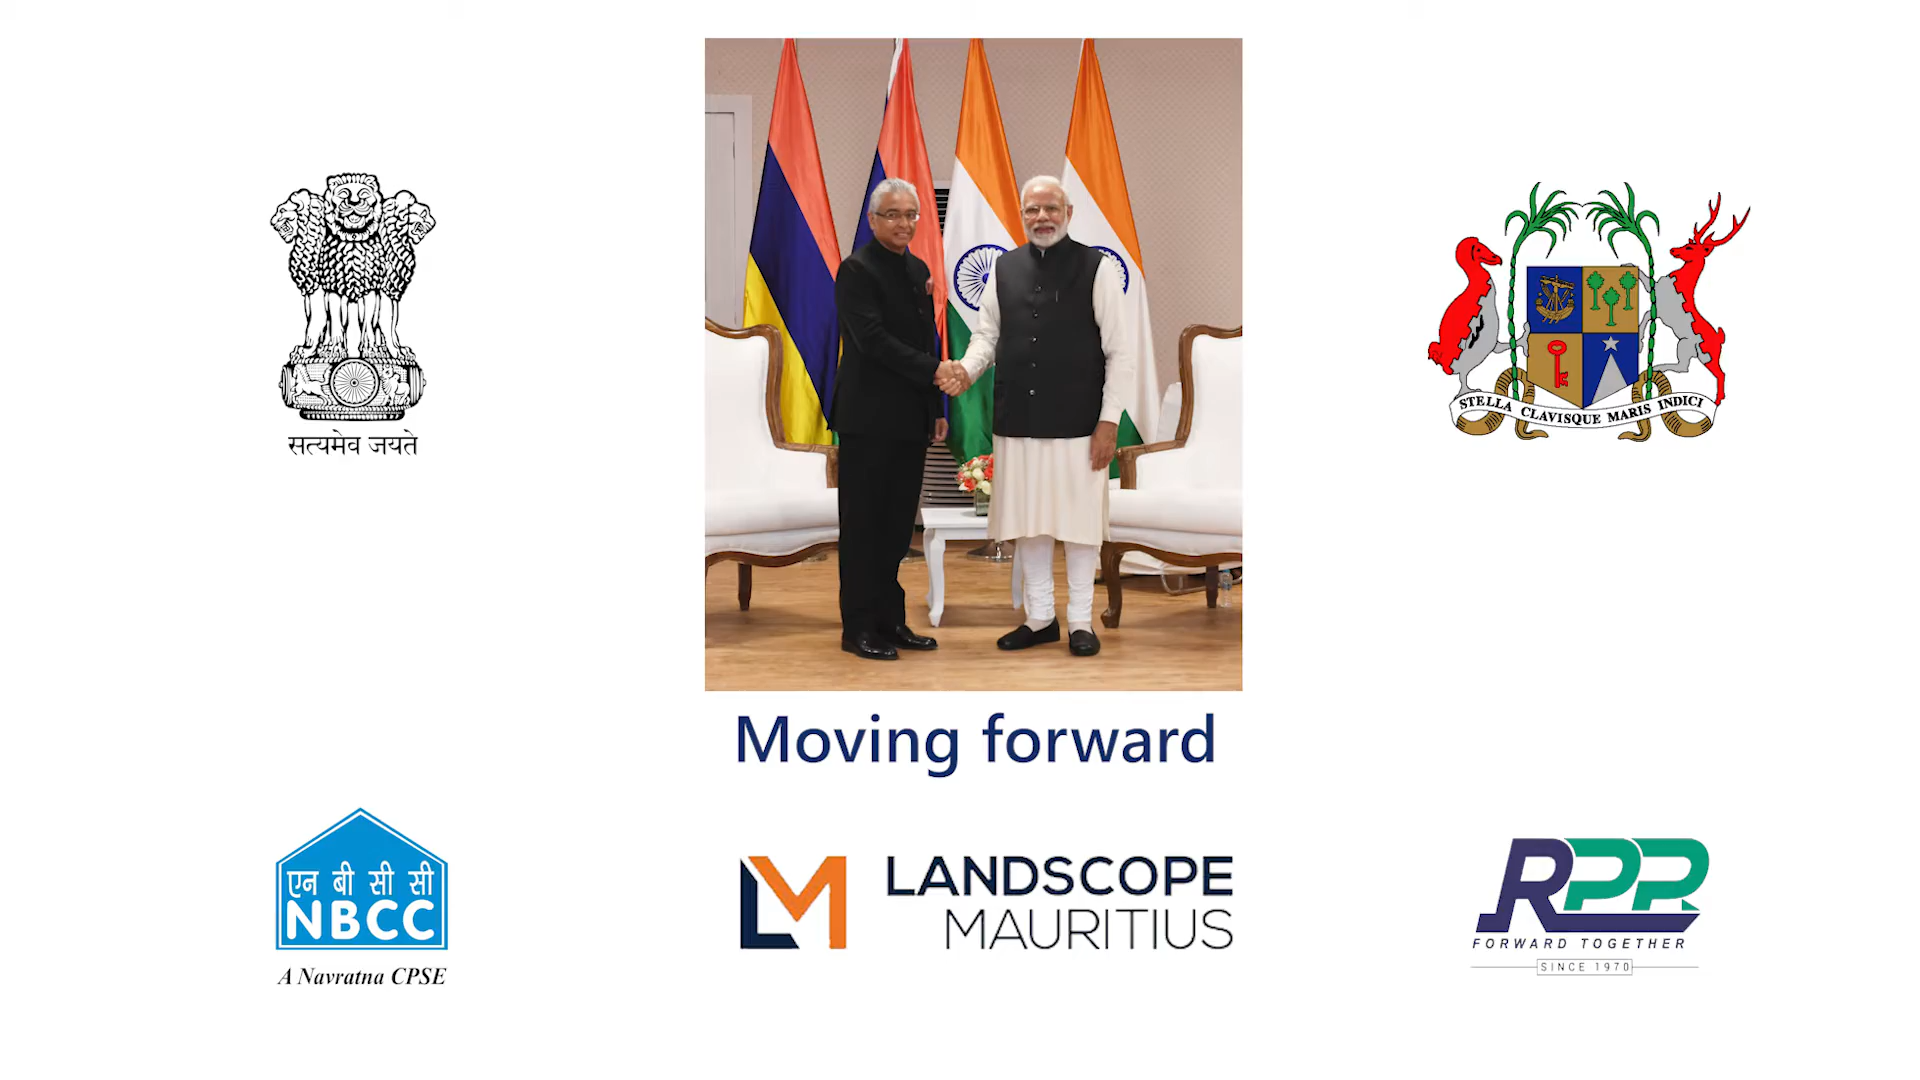 सत्यमेव जयते
STELLA CLAVISQUE MARIS INDICI
Moving forward
एन बी सी सी
NBCC
A Navratna CPSE
LANDSCOPE
MAURITIUS
RPP
FORWARD TOGETHER
SINCE 1970